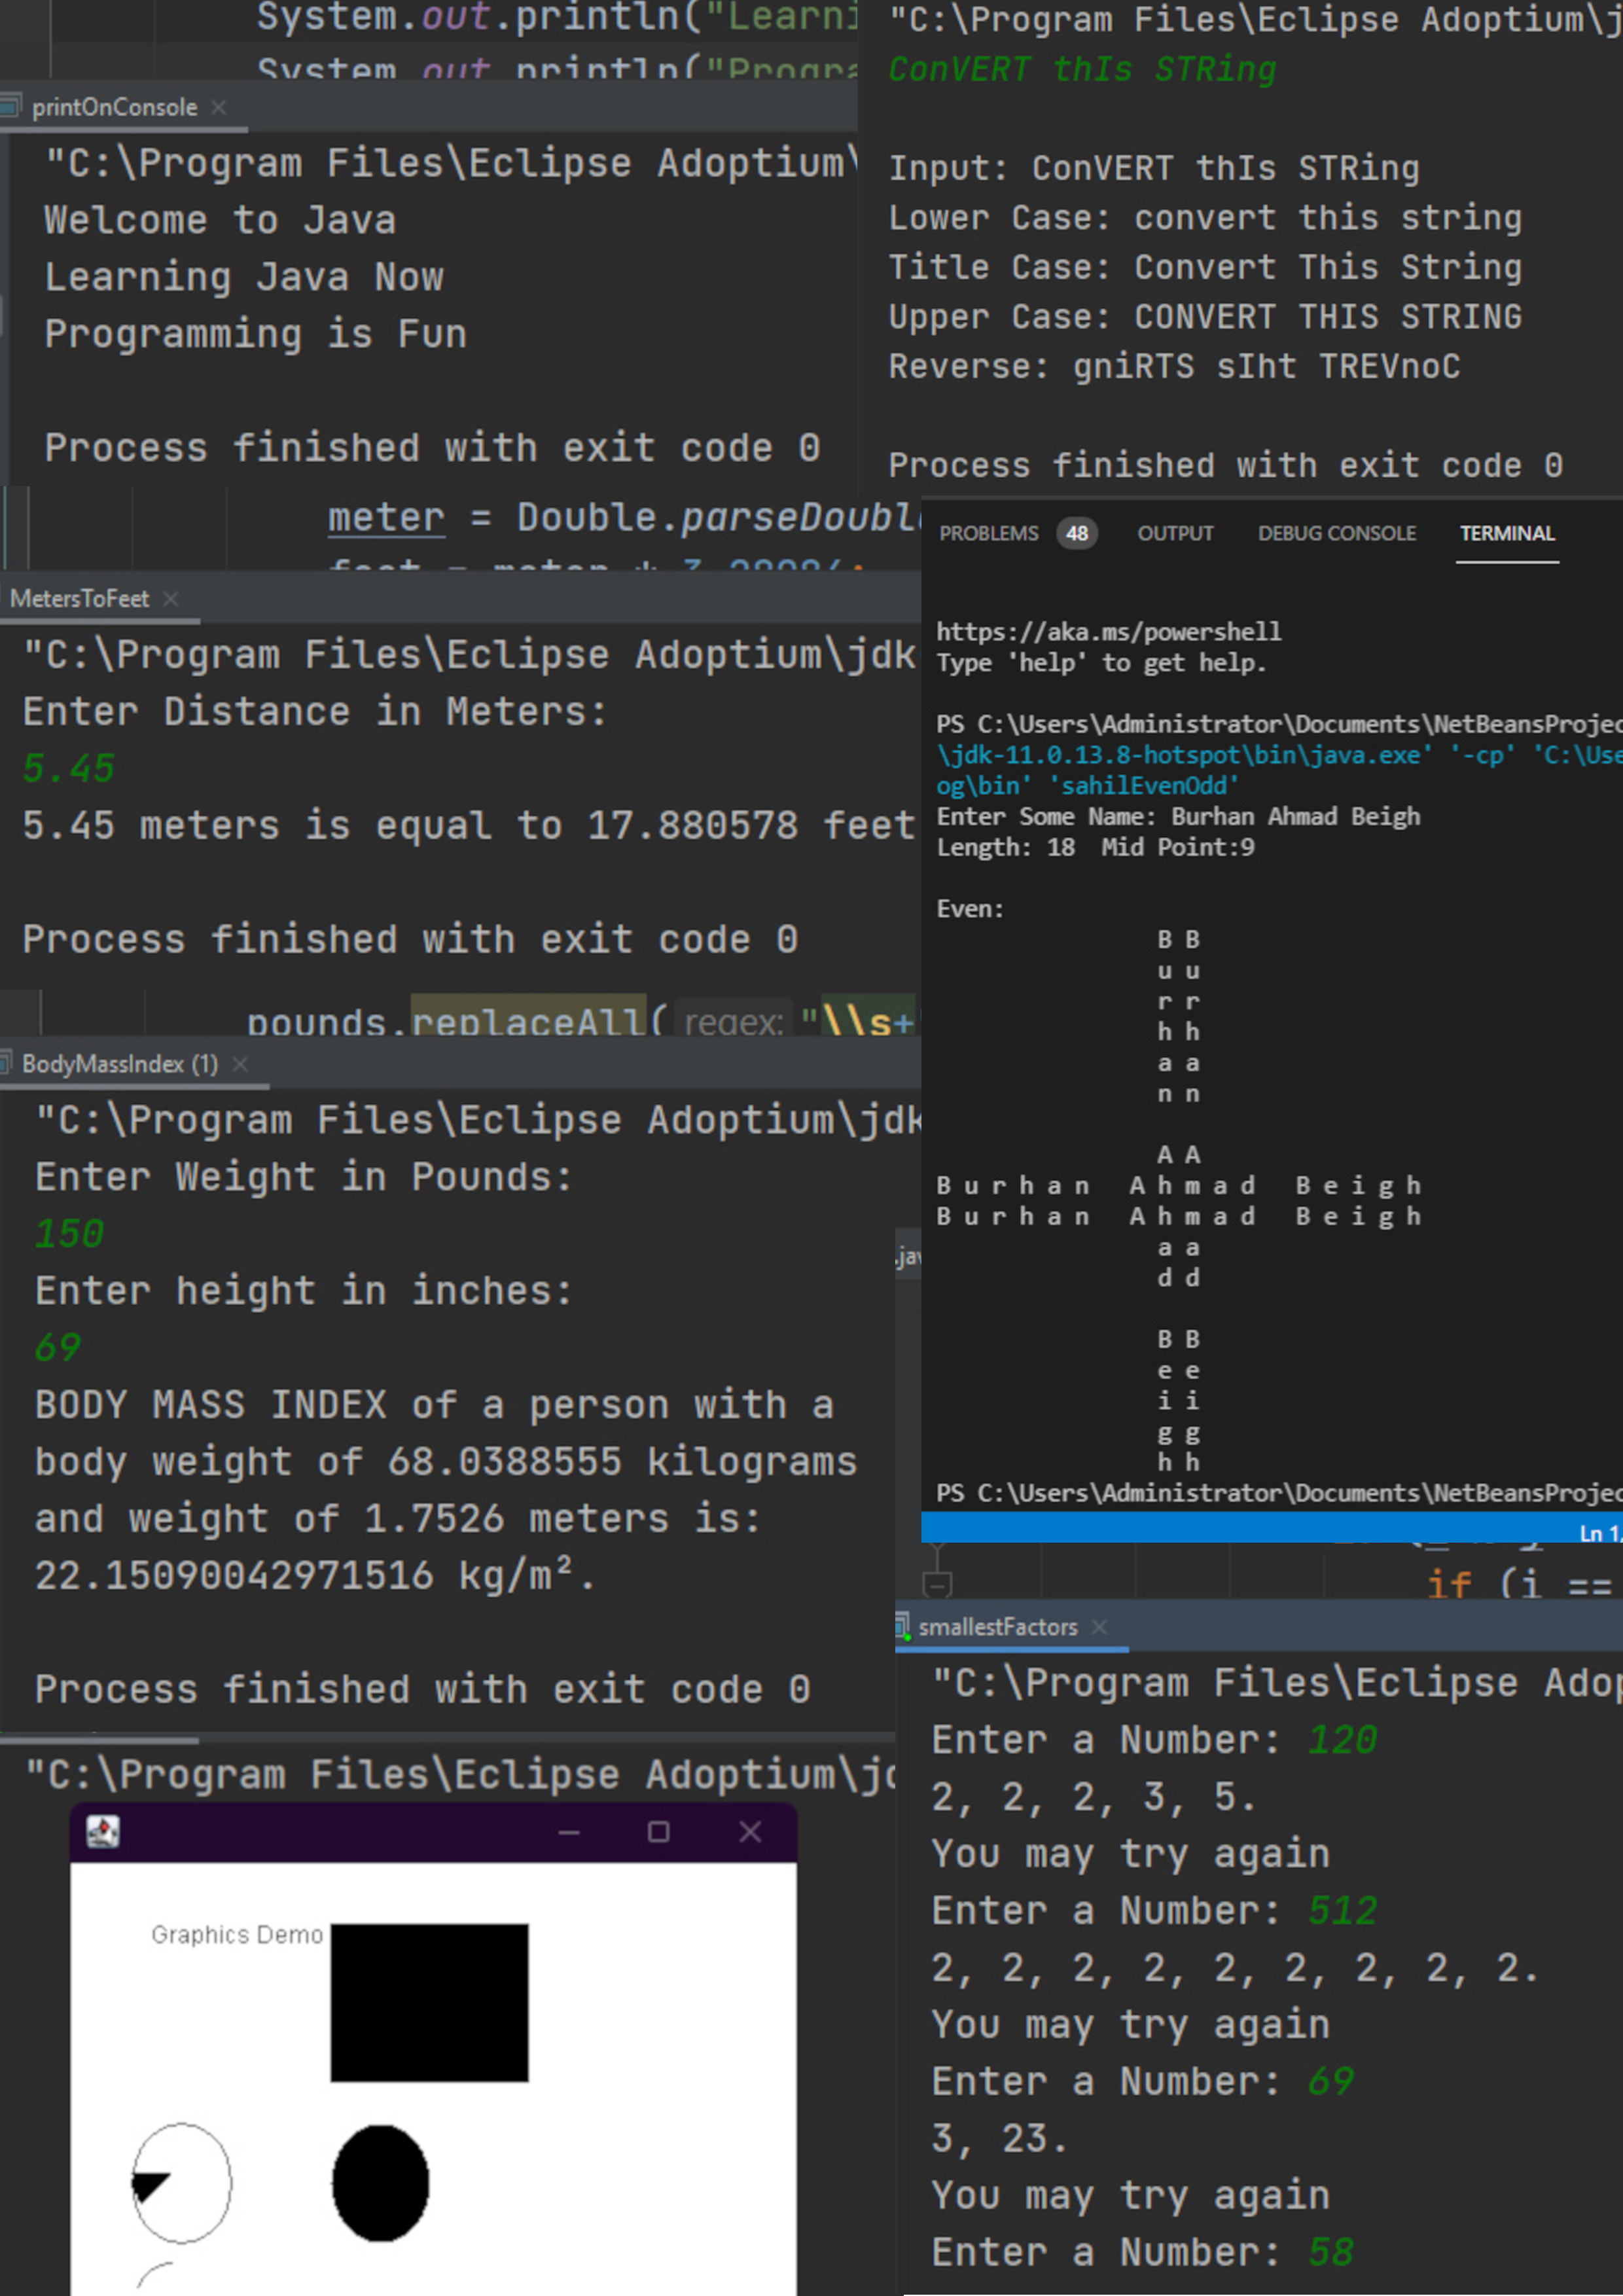 System.out.println("Learni
System.out.println("Progra
printOnConsole
"C:\Program Files\Eclipse Adoptium\
Welcome to Java
Learning Java Now
Programming is Fun
Process finished with exit code 0
"C:\Program Files\Eclipse Adoptium\j
ConVERT thIs STRing
Input: ConVERT thIs STRing
Lower Case: convert this string
Title Case: Convert This String
Upper Case: CONVERT THIS STRING
Reverse: gniRTS sIht TREVnoC
Process finished with exit code 0
meter = Double.parseDouble
feet = meter * 3.28084;
MetersToFeet
"C:\Program Files\Eclipse Adoptium\jdk
Enter Distance in Meters:
5.45
5.45 meters is equal to 17.880578 feet
Process finished with exit code 0
pounds.replaceAll( regex: "\\s+
BodyMassIndex (1)
"C:\Program Files\Eclipse Adoptium\jdk
Enter Weight in Pounds:
150
Enter height in inches:
69
BODY MASS INDEX of a person with a
body weight of 68.0388555 kilograms
and weight of 1.7526 meters is:
22.15090042971516 kg/m².
Process finished with exit code 0
"C:\Program Files\Eclipse Adoptium\jd
Graphics Demo
PROBLEMS 48 OUTPUT DEBUG CONSOLE TERMINAL
https://aka.ms/powershell
Type 'help' to get help.
PS C:\Users\Administrator\Documents\NetBeansProjec
\jdk-11.0.13.8-hotspot\bin\java.exe' '-cp' 'C:\Use
og\bin' 'sahilEvenOdd'
Enter Some Name: Burhan Ahmad Beigh
Length: 18 Mid Point:9
Even:
B B
u u
r r
h h
a a
n n
A A
B u r h a n A h m a d B e i g h
B u r h a n A h m a d B e i g h
a a
d d
B B
e e
i i
g g
h h
PS C:\Users\Administrator\Documents\NetBeansProjec
Ln 1,
.jav
if (i ==
smallestFactors
"C:\Program Files\Eclipse Adop
Enter a Number: 120
2, 2, 2, 3, 5.
You may try again
Enter a Number: 512
2, 2, 2, 2, 2, 2, 2, 2, 2.
You may try again
Enter a Number: 69
3, 23.
You may try again
Enter a Number: 58